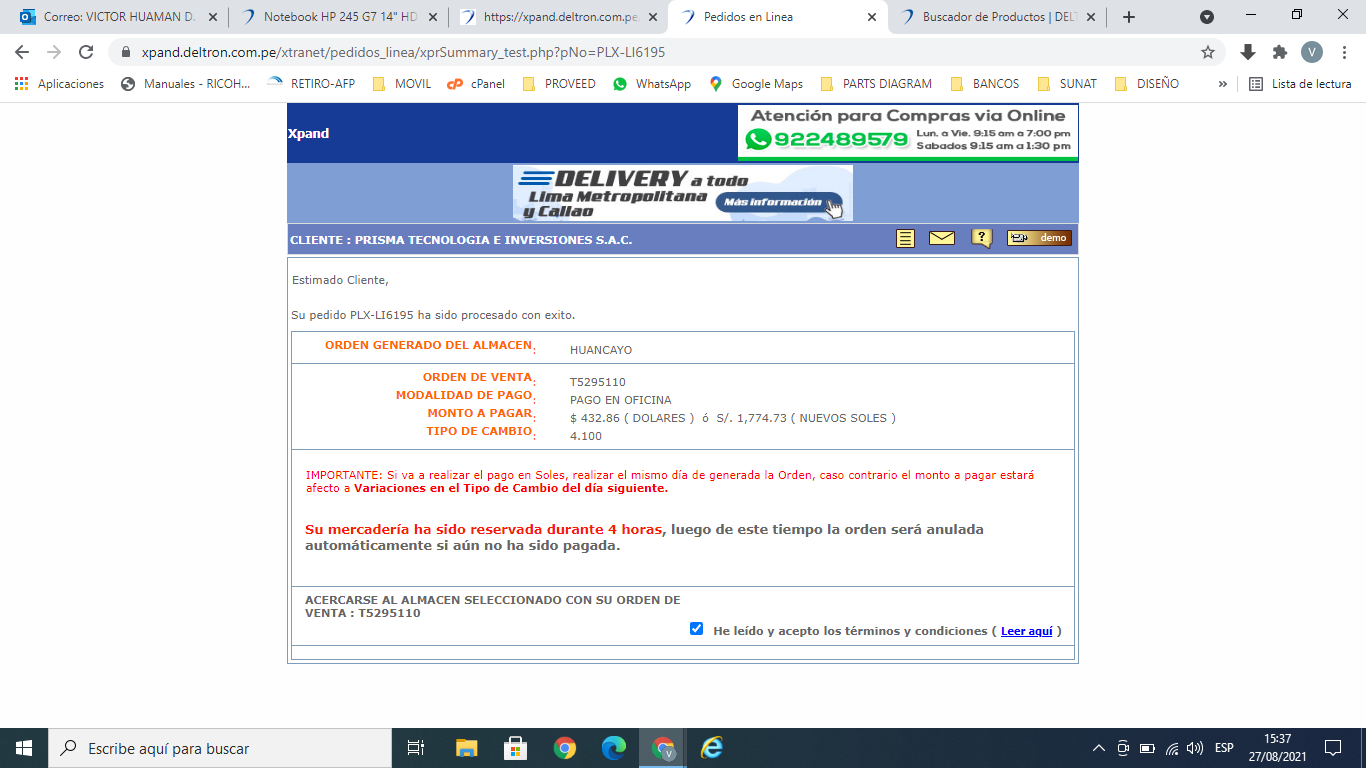 Correo: VICTOR HUAMAN D.
Notebook HP 245 G7 14" HD
https://xpand.deltron.com.pe
Pedidos en Linea
Buscador de Productos | DEL
xpand.deltron.com.pe/xtranet/pedidos_linea/xprSummary_test.php?pNo=PLX-LI6195
V
Aplicaciones
Manuales - RICOH...
RETIRO-AFP
MOVIL
cPanel
PROVEED
WhatsApp
Google Maps
PARTS DIAGRAM
BANCOS
SUNAT
DISEÑO
»
Lista de lectura
Xpand
Atención para Compras via Online
922489579
Lun. a Vie. 9:15 am a 7:00 pm
Sabados 9:15 am a 1:30 pm
DELIVERY a todo
Lima Metropolitana
y Callao
Más información
CLIENTE : PRISMA TECNOLOGIA E INVERSIONES S.A.C.
demo
Estimado Cliente,
Su pedido PLX-LI6195 ha sido procesado con exito.
ORDEN GENERADO DEL ALMACEN : HUANCAYO
ORDEN DE VENTA : T5295110
MODALIDAD DE PAGO : PAGO EN OFICINA
MONTO A PAGAR : $ 432.86 ( DOLARES ) ó S/. 1,774.73 ( NUEVOS SOLES )
TIPO DE CAMBIO : 4.100
IMPORTANTE: Si va a realizar el pago en Soles, realizar el mismo día de generada la Orden, caso contrario el monto a pagar estará
afecto a Variaciones en el Tipo de Cambio del día siguiente.
Su mercadería ha sido reservada durante 4 horas, luego de este tiempo la orden será anulada
automáticamente si aún no ha sido pagada.
ACERCARSE AL ALMACEN SELECCIONADO CON SU ORDEN DE
VENTA : T5295110
He leído y acepto los términos y condiciones ( Leer aquí )
Escribe aquí para buscar
ESP
15:37
27/08/2021